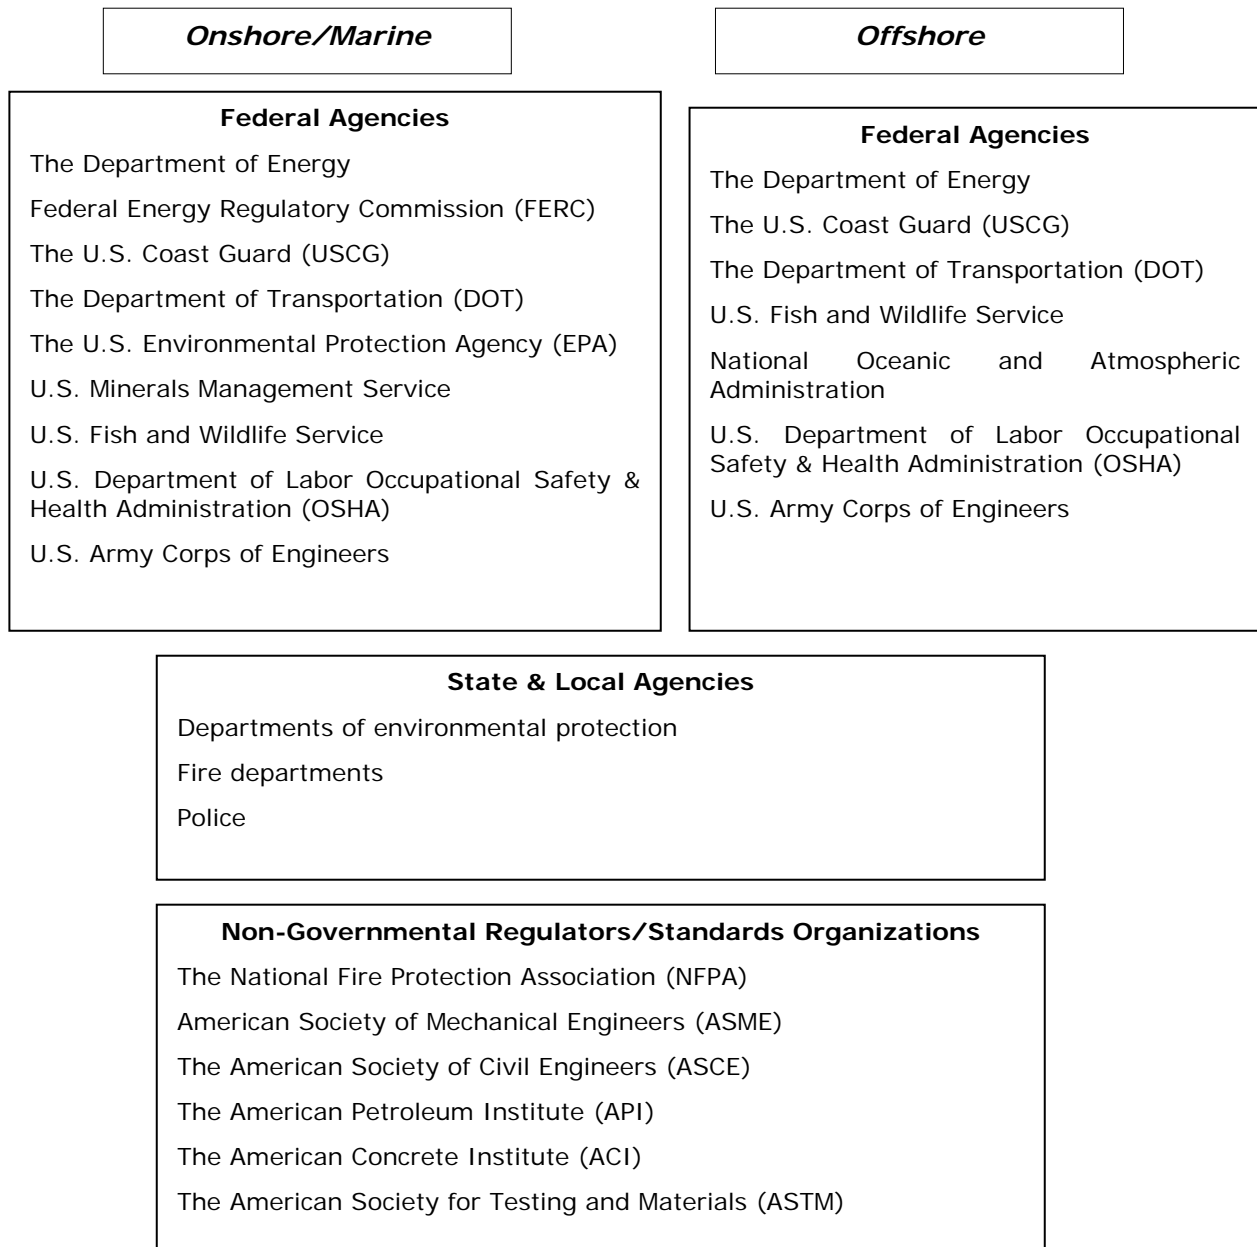 Onshore/Marine
Offshore
Federal Agencies
The Department of Energy
Federal Energy Regulatory Commission (FERC)
The U.S. Coast Guard (USCG)
The Department of Transportation (DOT)
The U.S. Environmental Protection Agency (EPA)
U.S. Minerals Management Service
U.S. Fish and Wildlife Service
U.S. Department of Labor Occupational Safety &
Health Administration (OSHA)
U.S. Army Corps of Engineers
Federal Agencies
The Department of Energy
The U.S. Coast Guard (USCG)
The Department of Transportation (DOT)
U.S. Fish and Wildlife Service
National Oceanic and Atmospheric
Administration
U.S. Department of Labor Occupational
Safety & Health Administration (OSHA)
U.S. Army Corps of Engineers
State & Local Agencies
Departments of environmental protection
Fire departments
Police
Non-Governmental Regulators/Standards Organizations
The National Fire Protection Association (NFPA)
American Society of Mechanical Engineers (ASME)
The American Society of Civil Engineers (ASCE)
The American Petroleum Institute (API)
The American Concrete Institute (ACI)
The American Society for Testing and Materials (ASTM)